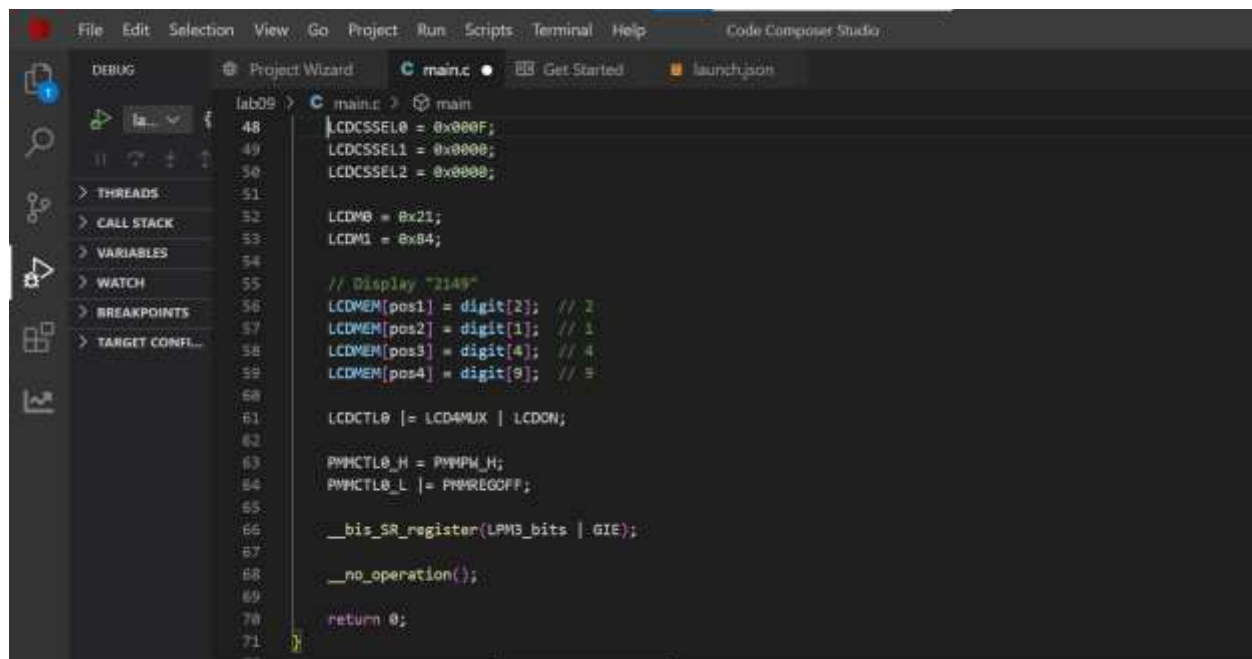 File Edit Selection View Go Project Run Scripts Terminal Help Code Composer Studio
DEBUG Project Wizard C main.c Get Started launch.json
lab09 > C main.c > main
la...
48 LCDCSSEL0 = 0x000F;
49 LCDCSSEL1 = 0x0000;
50 LCDCSSEL2 = 0x0000;
> THREADS 51
52 LCDM0 = 0x21;
> CALL STACK
53 LCDM1 = 0x84;
> VARIABLES 54
> WATCH 55 // Display "2149"
56 LCDMEM[pos1] = digit[2]; // 2
> BREAKPOINTS
57 LCDMEM[pos2] = digit[1]; // 1
> TARGET CONFI... 58 LCDMEM[pos3] = digit[4]; // 4
59 LCDMEM[pos4] = digit[9]; // 9
60
61 LCDCTL0 |= LCD4MUX | LCDON;
62
63 PMMCTL0_H = PMMPW_H;
64 PMMCTL0_L |= PMMREGOFF;
65
66 __bis_SR_register(LPM3_bits | GIE);
67
68 __no_operation();
69
70 return 0;
71 }
1